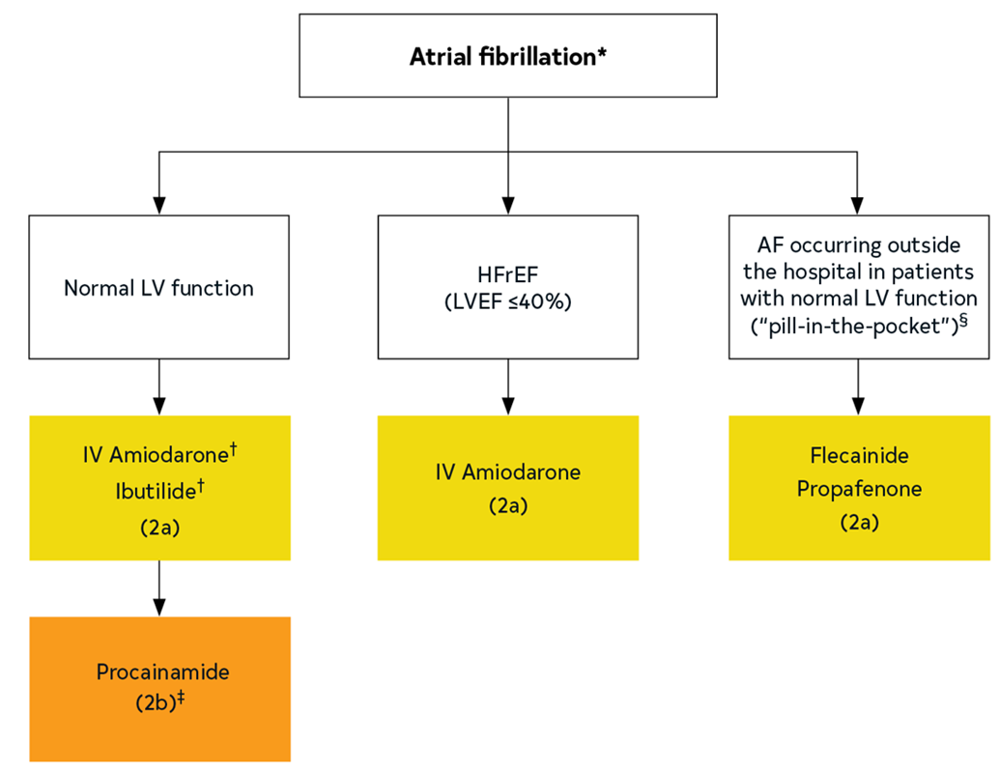 Atrial fibrillation*
Normal LV function
HFrEF
(LVEF ≤40%)
AF occurring outside
the hospital in patients
with normal LV function
(“pill-in-the-pocket”)§
IV Amiodarone†
Ibutilide†
(2a)
IV Amiodarone
(2a)
Flecainide
Propafenone
(2a)
Procainamide
(2b)‡